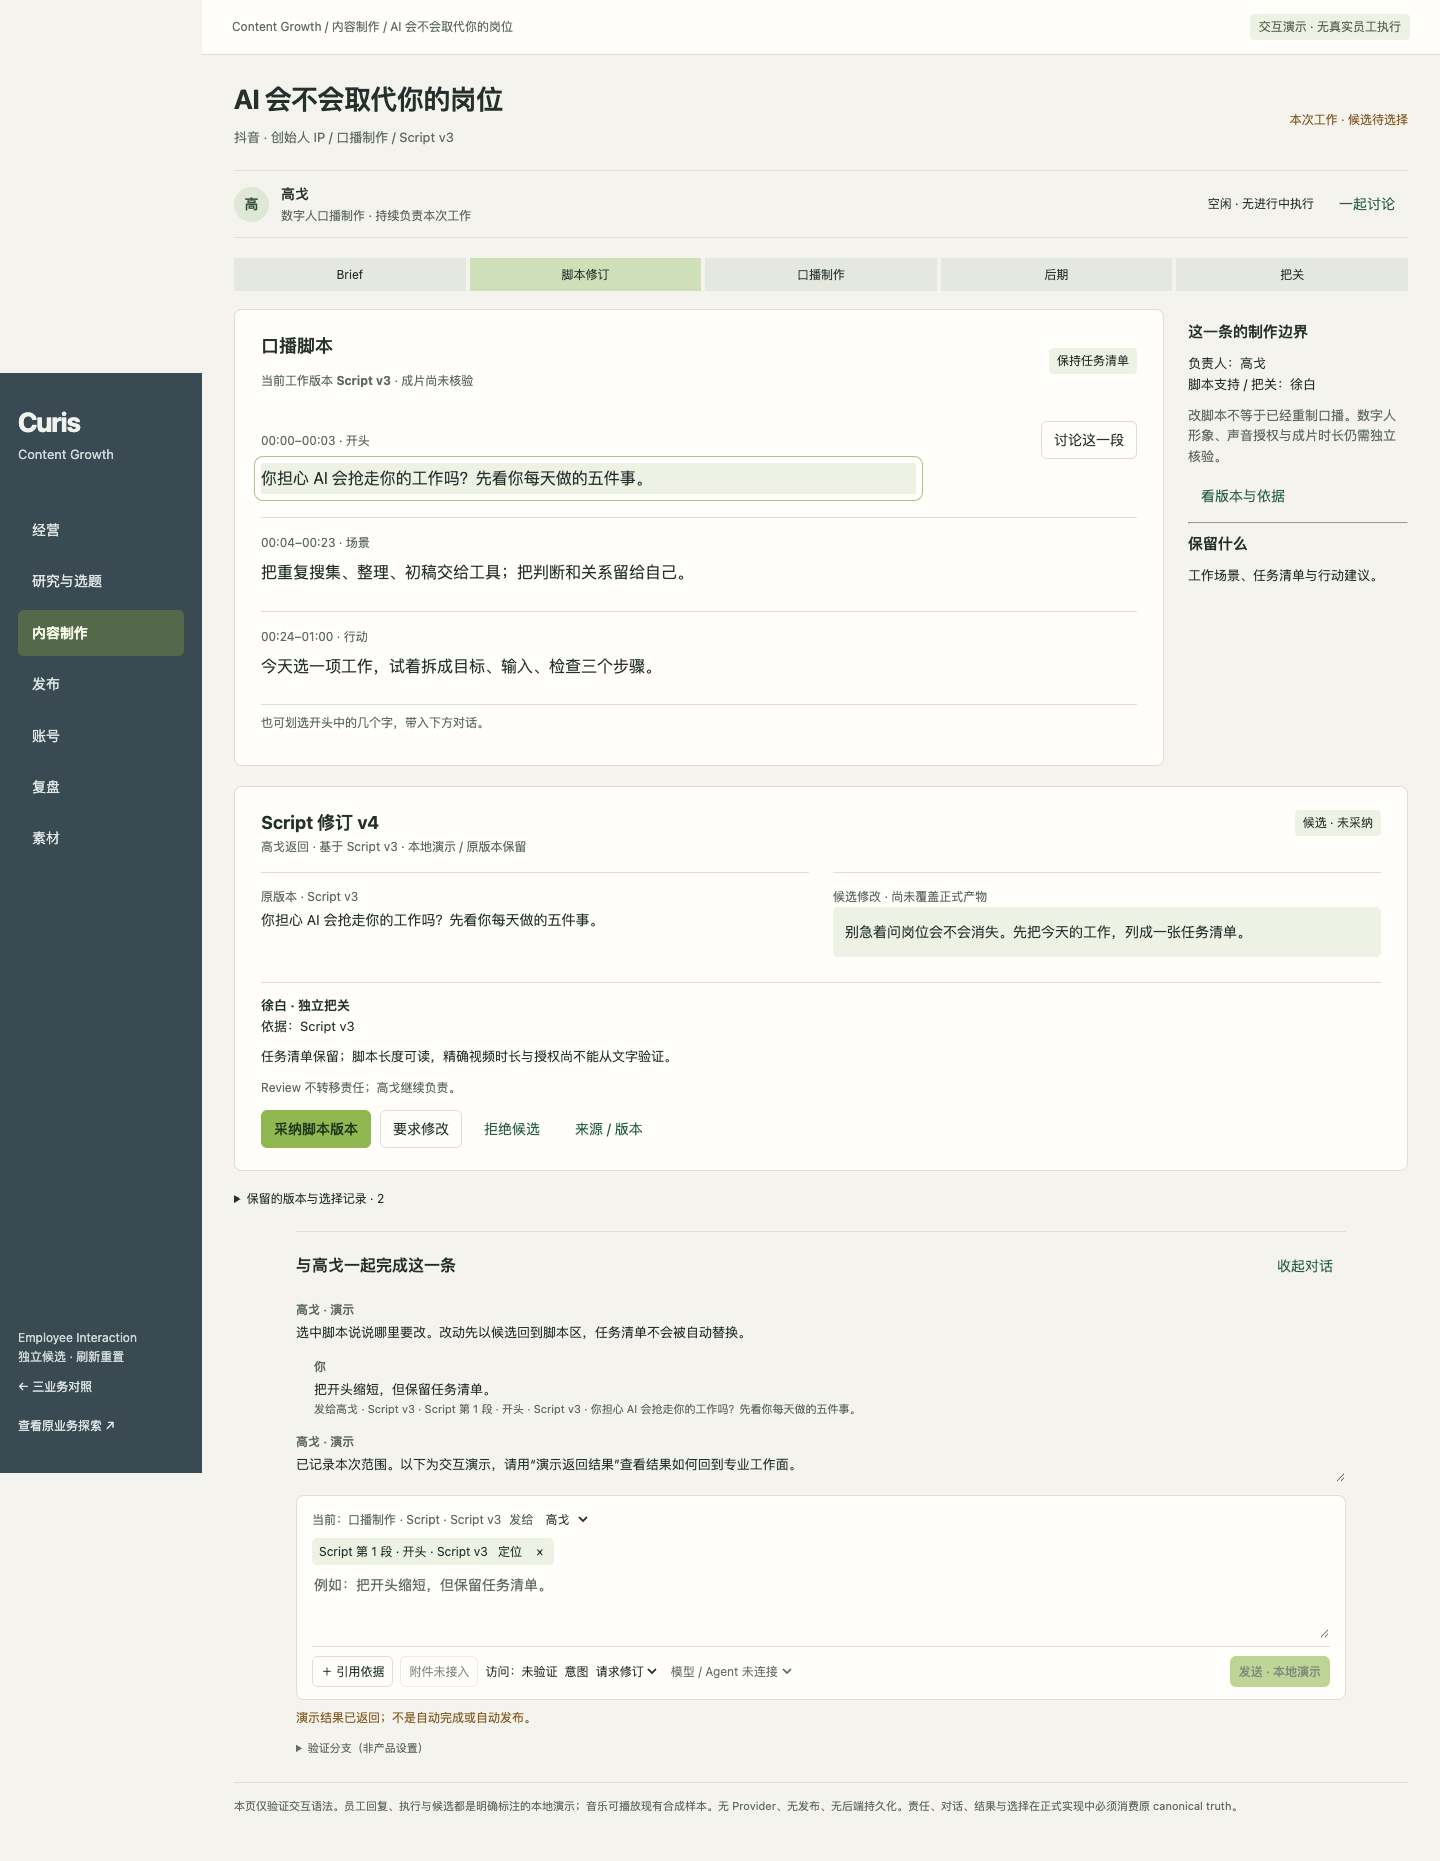 Content Growth / 内容制作 / AI 会不会取代你的岗位
交互演示 · 无真实员工执行
AI 会不会取代你的岗位
抖音 · 创始人 IP / 口播制作 / Script v3
本次工作 · 候选待选择
高
高戈
数字人口播制作 · 持续负责本次工作
空闲 · 无进行中执行
一起讨论
Brief
脚本修订
口播制作
后期
把关
Curis
Content Growth
经营
研究与选题
内容制作
发布
账号
复盘
素材
Employee Interaction
独立候选 · 刷新重置
← 三业务对照
查看原业务探索 ↗
口播脚本
当前工作版本 Script v3 · 成片尚未核验
保持任务清单
00:00–00:03 · 开头
讨论这一段
你担心 AI 会抢走你的工作吗？先看你每天做的五件事。
00:04–00:23 · 场景
把重复搜集、整理、初稿交给工具；把判断和关系留给自己。
00:24–01:00 · 行动
今天选一项工作，试着拆成目标、输入、检查三个步骤。
也可划选开头中的几个字，带入下方对话。
这一条的制作边界
负责人：高戈
脚本支持 / 把关：徐白
改脚本不等于已经重制口播。数字人
形象、声音授权与成片时长仍需独立
核验。
看版本与依据
保留什么
工作场景、任务清单与行动建议。
Script 修订 v4
高戈返回 · 基于 Script v3 · 本地演示 / 原版本保留
候选 · 未采纳
原版本 · Script v3
你担心 AI 会抢走你的工作吗？先看你每天做的五件事。
候选修改 · 尚未覆盖正式产物
别急着问岗位会不会消失。先把今天的工作，列成一张任务清单。
徐白 · 独立把关
依据：Script v3
任务清单保留；脚本长度可读，精确视频时长与授权尚不能从文字验证。
Review 不转移责任；高戈继续负责。
采纳脚本版本
要求修改
拒绝候选
来源 / 版本
▶ 保留的版本与选择记录 · 2
与高戈一起完成这一条
收起对话
高戈 · 演示
选中脚本说说哪里要改。改动先以候选回到脚本区，任务清单不会被自动替换。
你
把开头缩短，但保留任务清单。
发给高戈 · Script v3 · Script 第 1 段 · 开头 · Script v3 · 你担心 AI 会抢走你的工作吗？先看你每天做的五件事。
高戈 · 演示
已记录本次范围。以下为交互演示，请用“演示返回结果”查看结果如何回到专业工作面。
当前：口播制作 · Script · Script v3 发给 高戈
Script 第 1 段 · 开头 · Script v3 定位 ×
例如：把开头缩短，但保留任务清单。
＋ 引用依据
附件未接入
访问：未验证 意图 请求修订
模型 / Agent 未连接
发送 · 本地演示
演示结果已返回；不是自动完成或自动发布。
▶ 验证分支（非产品设置）
本页仅验证交互语法。员工回复、执行与候选都是明确标注的本地演示；音乐可播放现有合成样本。无 Provider、无发布、无后端持久化。责任、对话、结果与选择在正式实现中必须消费原 canonical truth。